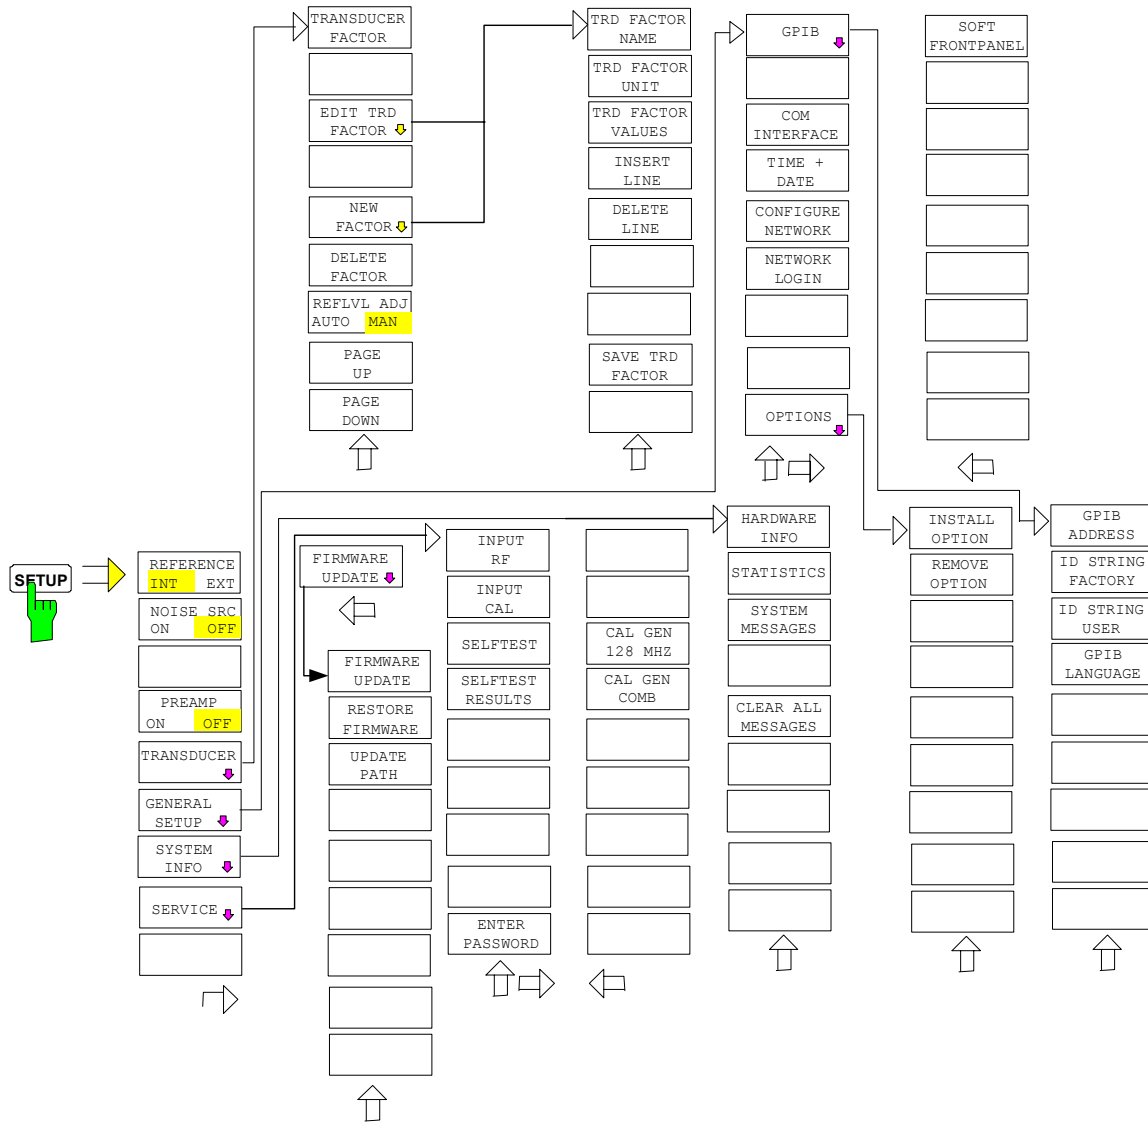 SETUP
REFERENCE
INT EXT
NOISE SRC
ON OFF
PREAMP
ON OFF
TRANSDUCER
GENERAL
SETUP
SYSTEM
INFO
SERVICE
TRANSDUCER
FACTOR
EDIT TRD
FACTOR
NEW
FACTOR
DELETE
FACTOR
REFLVL ADJ
AUTO MAN
PAGE
UP
PAGE
DOWN
TRD FACTOR
NAME
TRD FACTOR
UNIT
TRD FACTOR
VALUES
INSERT
LINE
DELETE
LINE
SAVE TRD
FACTOR
GPIB
COM
INTERFACE
TIME +
DATE
CONFIGURE
NETWORK
NETWORK
LOGIN
OPTIONS
SOFT
FRONTPANEL
FIRMWARE
UPDATE
FIRMWARE
UPDATE
RESTORE
FIRMWARE
UPDATE
PATH
INPUT
RF
INPUT
CAL
SELFTEST
SELFTEST
RESULTS
ENTER
PASSWORD
CAL GEN
128 MHZ
CAL GEN
COMB
HARDWARE
INFO
STATISTICS
SYSTEM
MESSAGES
CLEAR ALL
MESSAGES
INSTALL
OPTION
REMOVE
OPTION
GPIB
ADDRESS
ID STRING
FACTORY
ID STRING
USER
GPIB
LANGUAGE